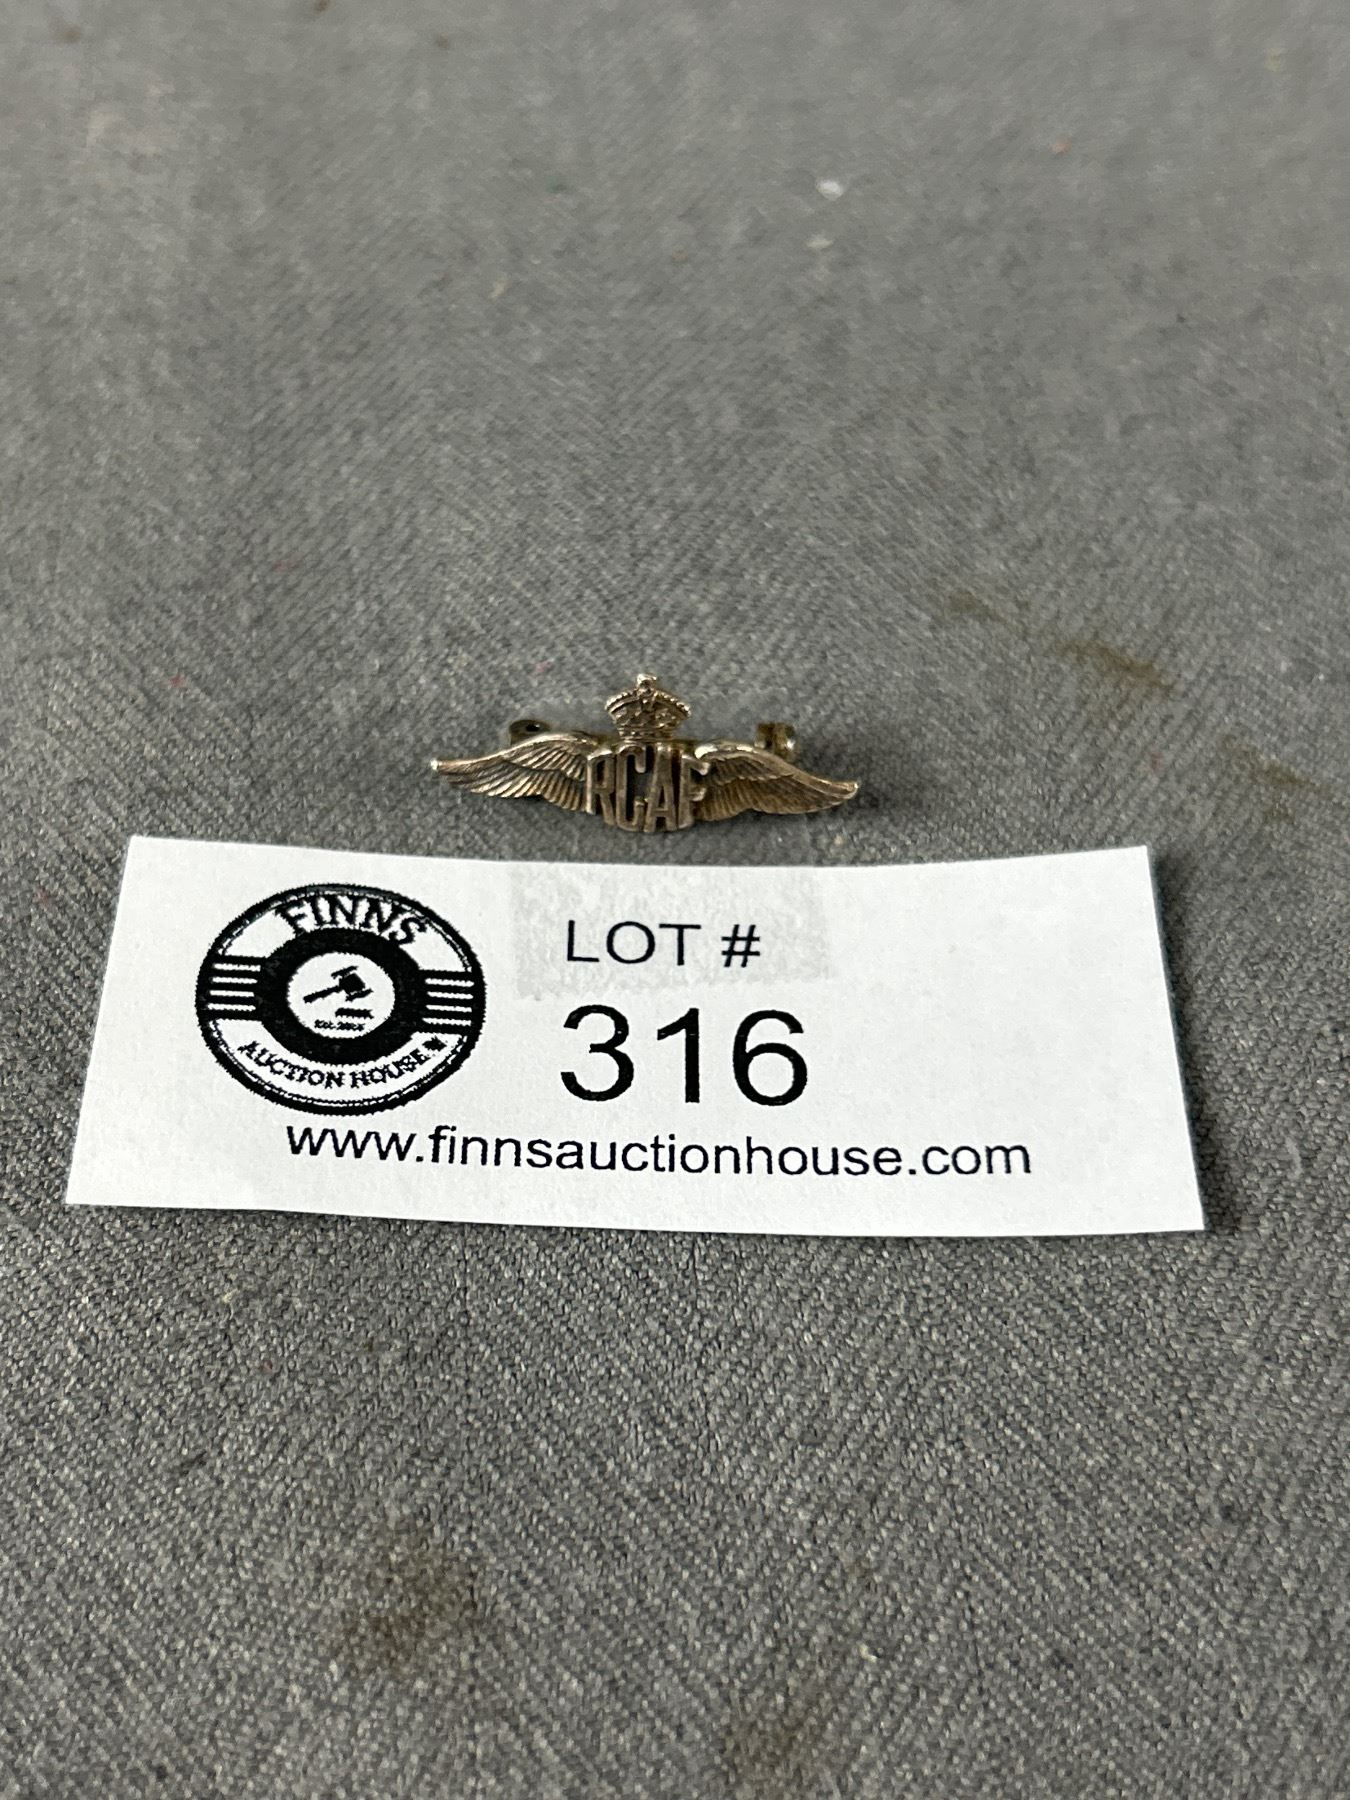 RCAF
FINNS
AUCTION HOUSE
LOT #
316
www.finnsauctionhouse.com